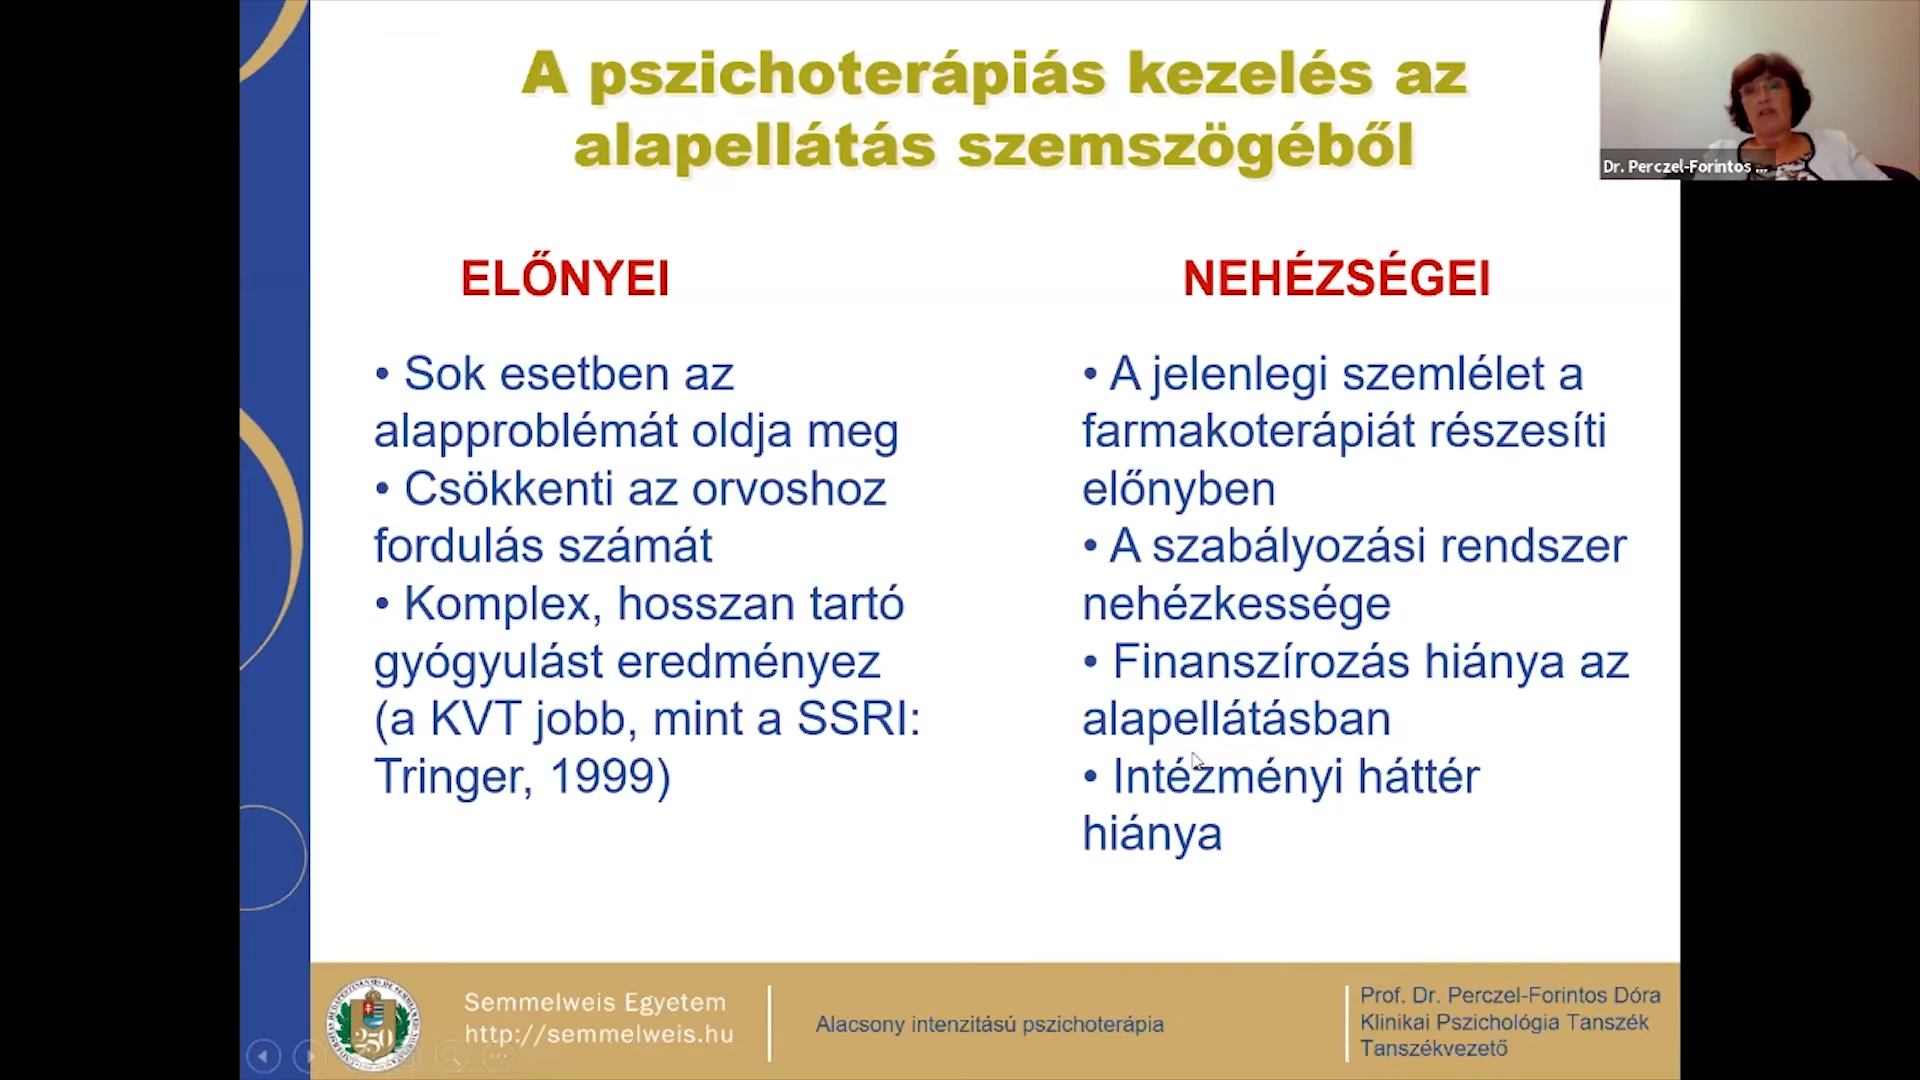 A pszichoterápiás kezelés az
alapellátás szemszögéből
Dr. Perczel-Forintos ...
ELŐNYEI
• Sok esetben az
alapproblémát oldja meg
• Csökkenti az orvoshoz
fordulás számát
• Komplex, hosszan tartó
gyógyulást eredményez
(a KVT jobb, mint a SSRI:
Tringer, 1999)
NEHÉZSÉGEI
• A jelenlegi szemlélet a
farmakoterápiát részesíti
előnyben
• A szabályozási rendszer
nehézkessége
• Finanszírozás hiánya az
alapellátásban
• Intézményi háttér
hiánya
250
Semmelweis Egyetem
http://semmelweis.hu
Alacsony intenzitású pszichoterápia
Prof. Dr. Perczel-Forintos Dóra
Klinikai Pszichológia Tanszék
Tanszékvezető